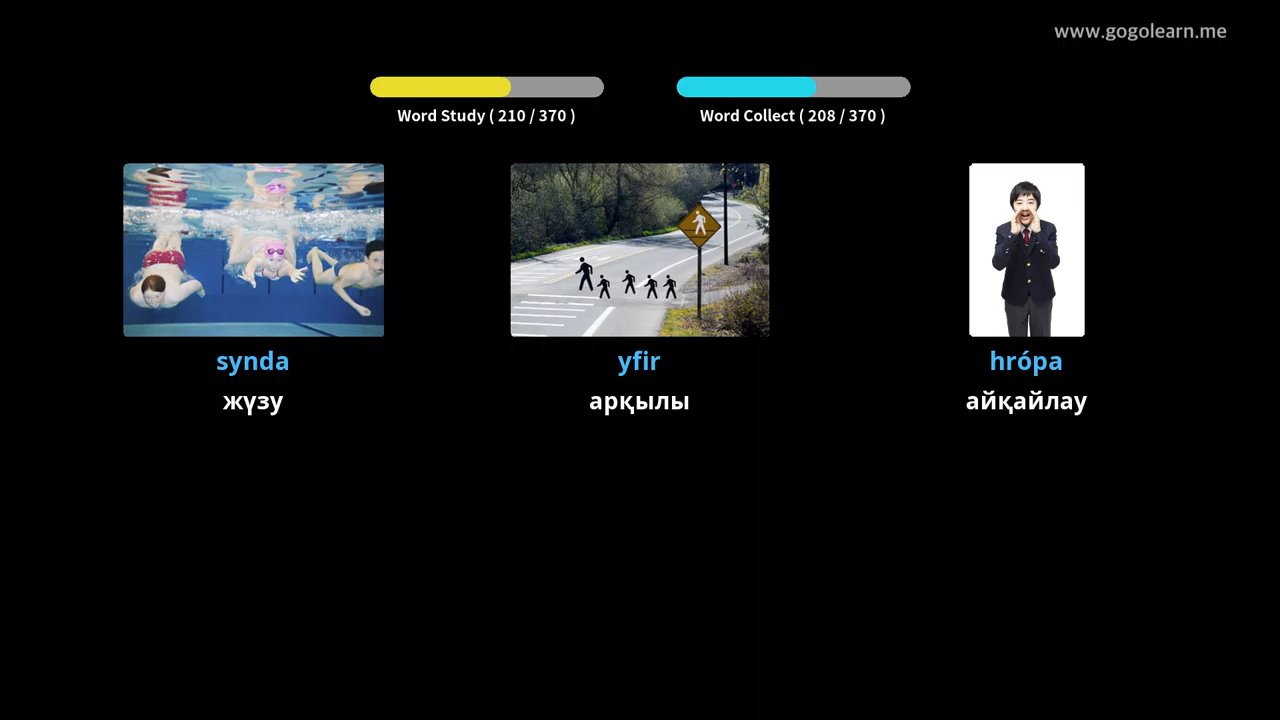 www.gogolearn.me
Word Study ( 210 / 370 )
Word Collect ( 208 / 370 )
synda
yfir
hrópa
жүзу
арқылы
айқайлау